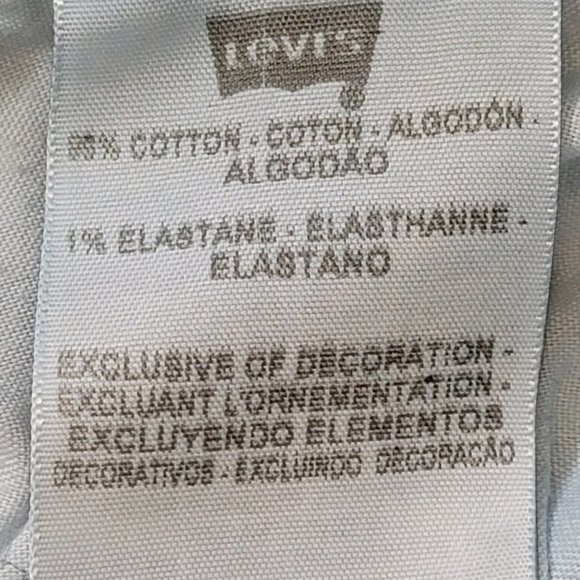 LeVI'S
®
99% COTTON - COTON - ALGODÓN -
ALGODÃO
1% ELASTANE - ÉLASTHANNE -
ELASTANO
EXCLUSIVE OF DECORATION -
EXCLUANT L'ORNEMENTATION -
EXCLUYENDO ELEMENTOS
DECORATIVOS - EXCLUINDO DECORAÇÃO